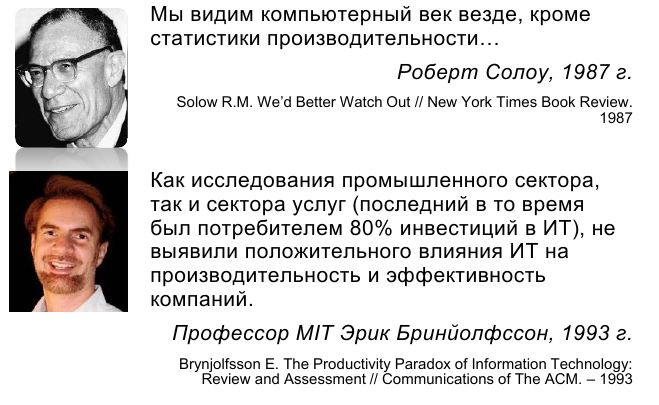 Мы видим компьютерный век везде, кроме
статистики производительности…
Роберт Солоу, 1987 г.
Solow R.M. We'd Better Watch Out // New York Times Book Review.
1987
Как исследования промышленного сектора,
так и сектора услуг (последний в то время
был потребителем 80% инвестиций в ИТ), не
выявили положительного влияния ИТ на
производительность и эффективность
компаний.
Профессор MIT Эрик Бринйолфссон, 1993 г.
Brynjolfsson E. The Productivity Paradox of Information Technology:
Review and Assessment // Communications of The ACM. – 1993